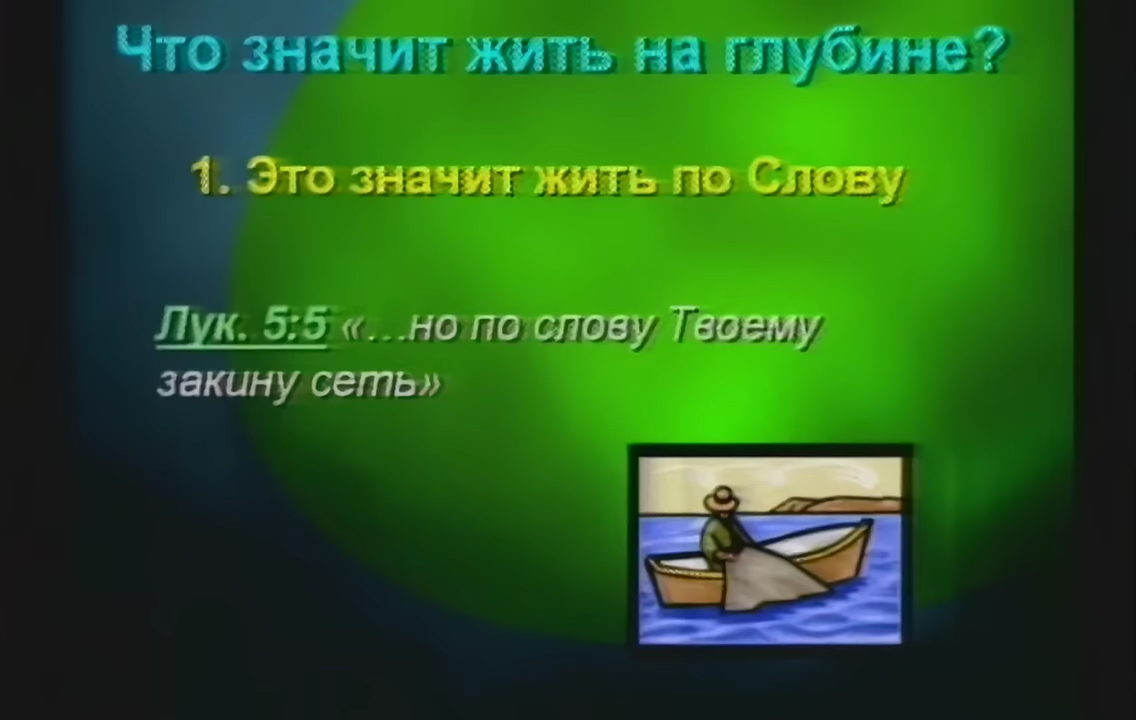 Что значит жить на глубине?
1. Это значит жить по Слову
Лук. 5:5 «...но по слову Твоему
закину сеть»